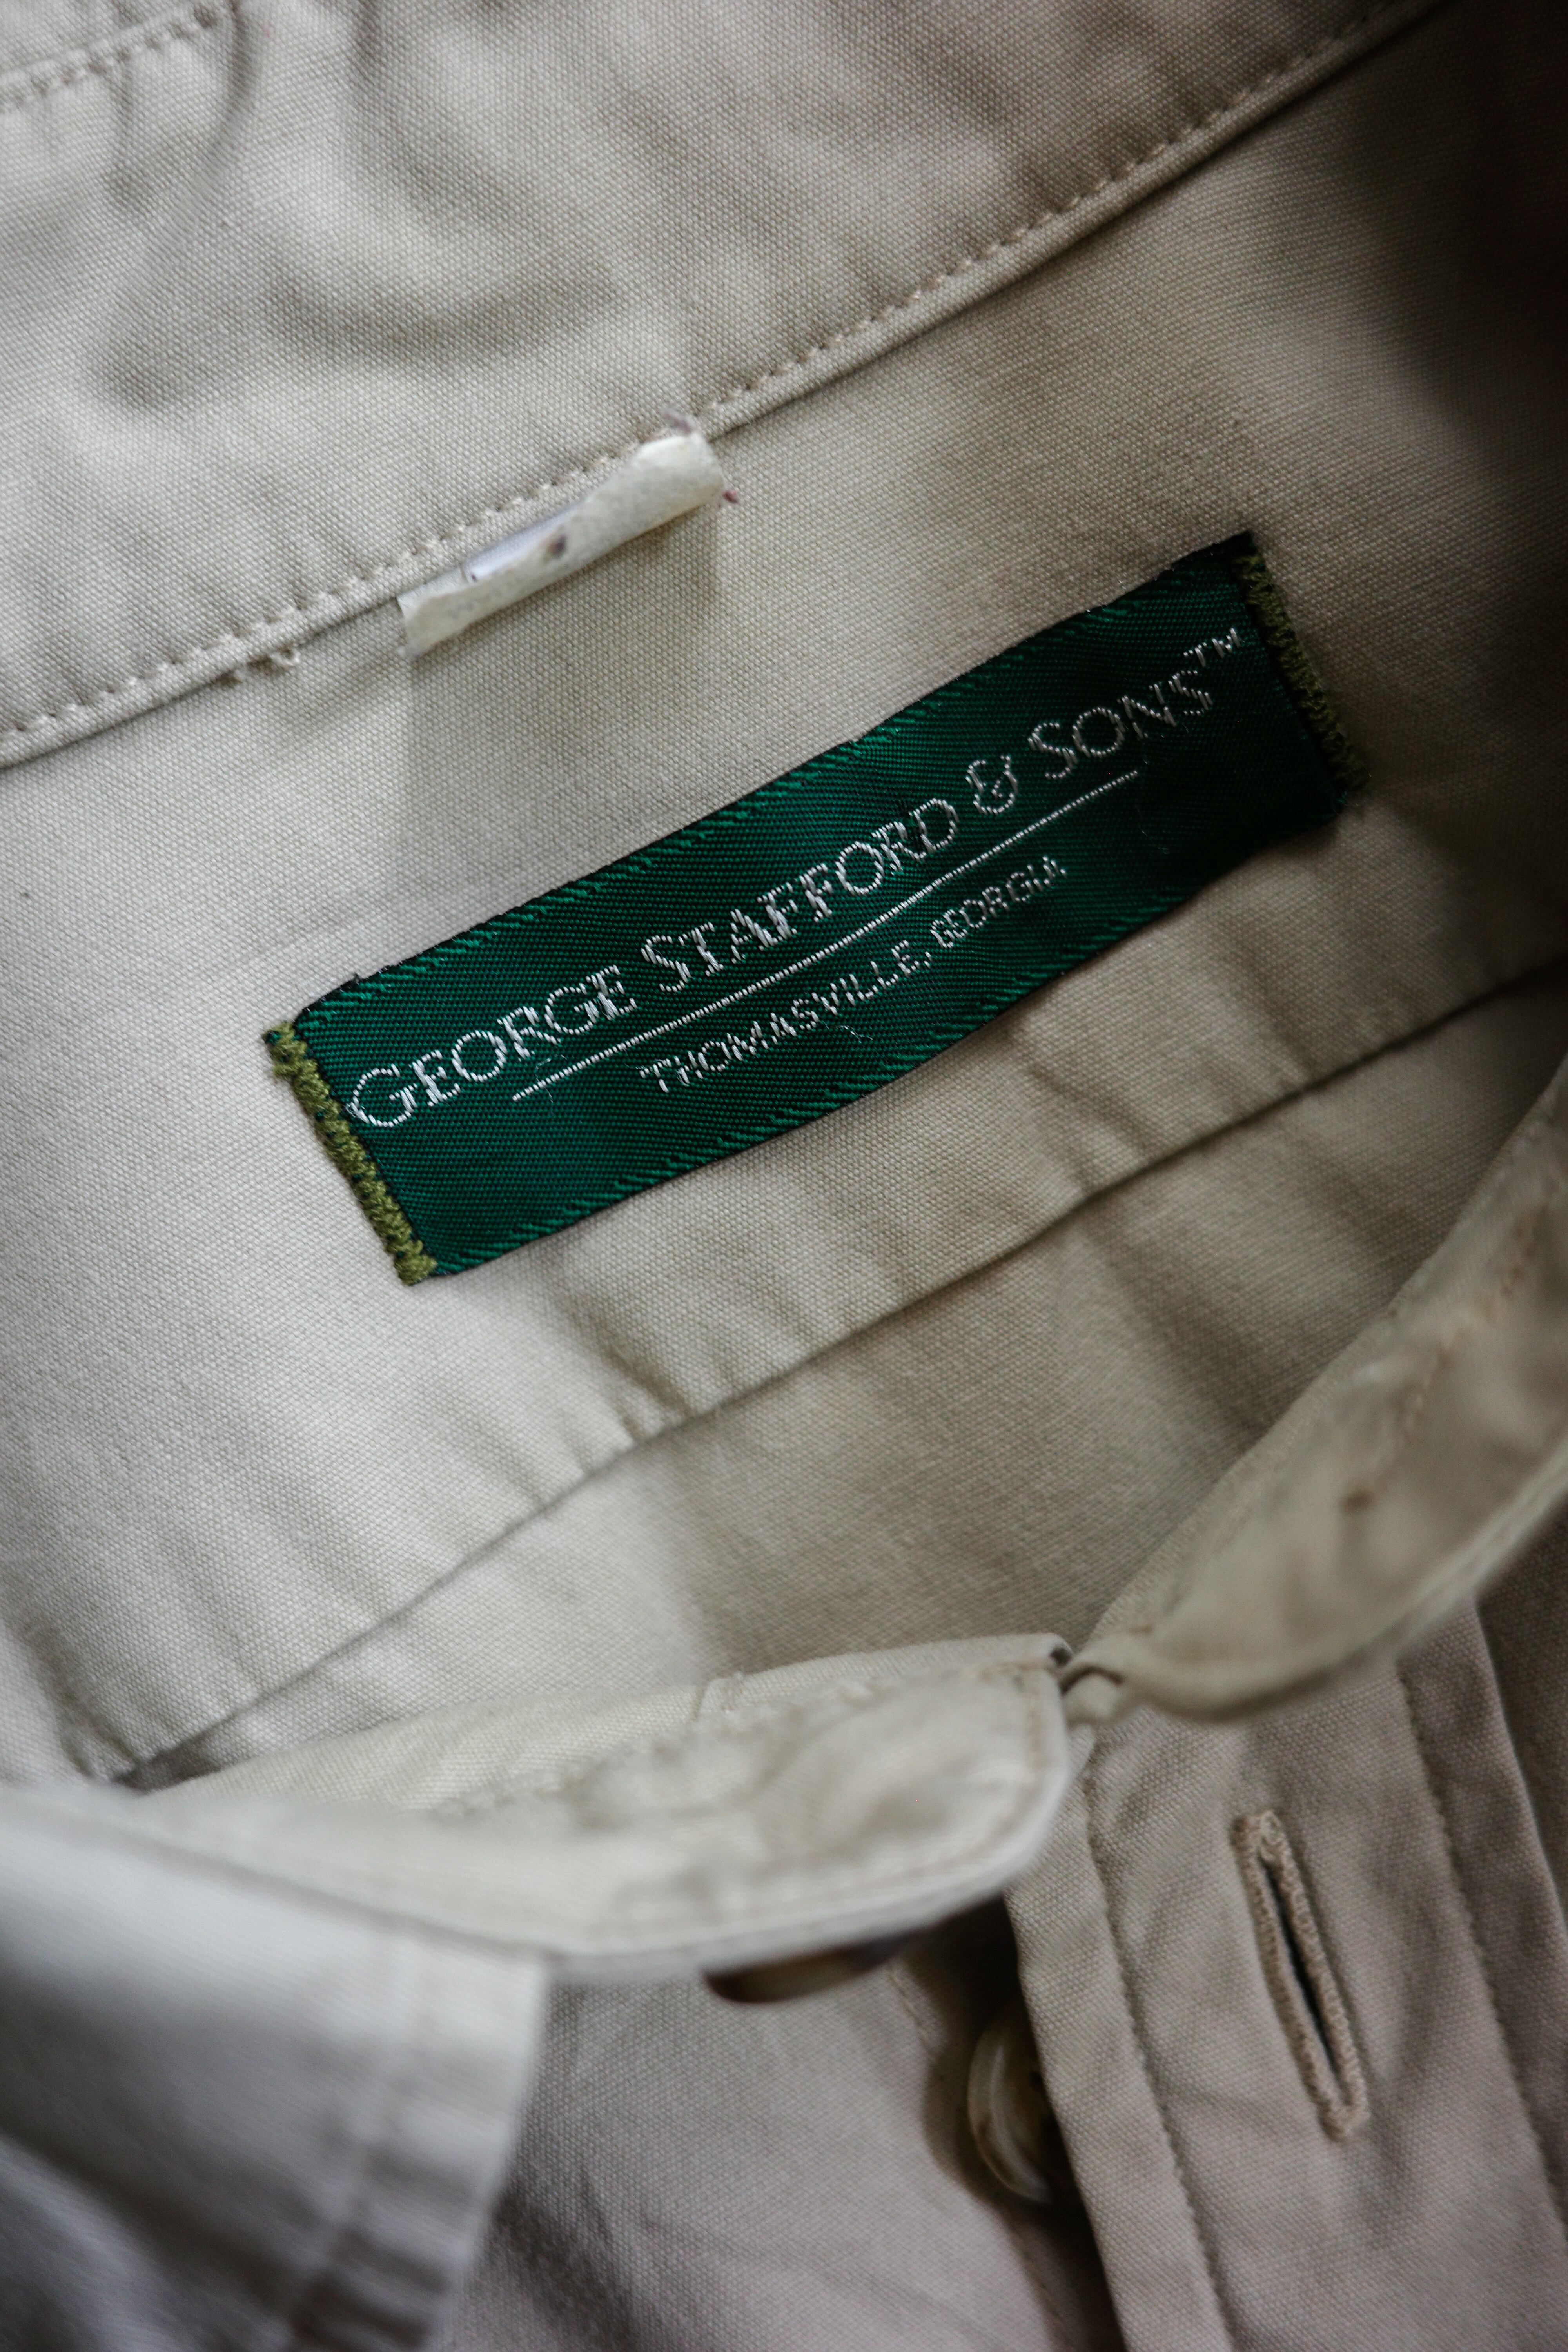 GEORGE STAFFORD & SONS™
THOMASVILLE, GEORGIA